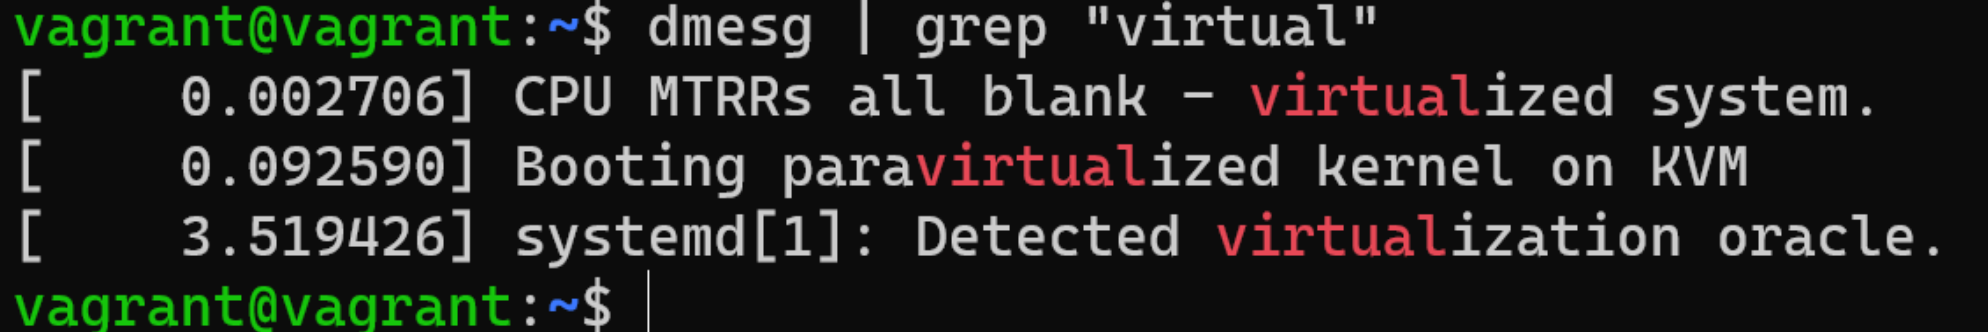 vagrant@vagrant:~$ dmesg | grep "virtual"
[    0.002706] CPU MTRRs all blank - virtualized system.
[    0.092590] Booting paravirtualized kernel on KVM
[    3.519426] systemd[1]: Detected virtualization oracle.
vagrant@vagrant:~$